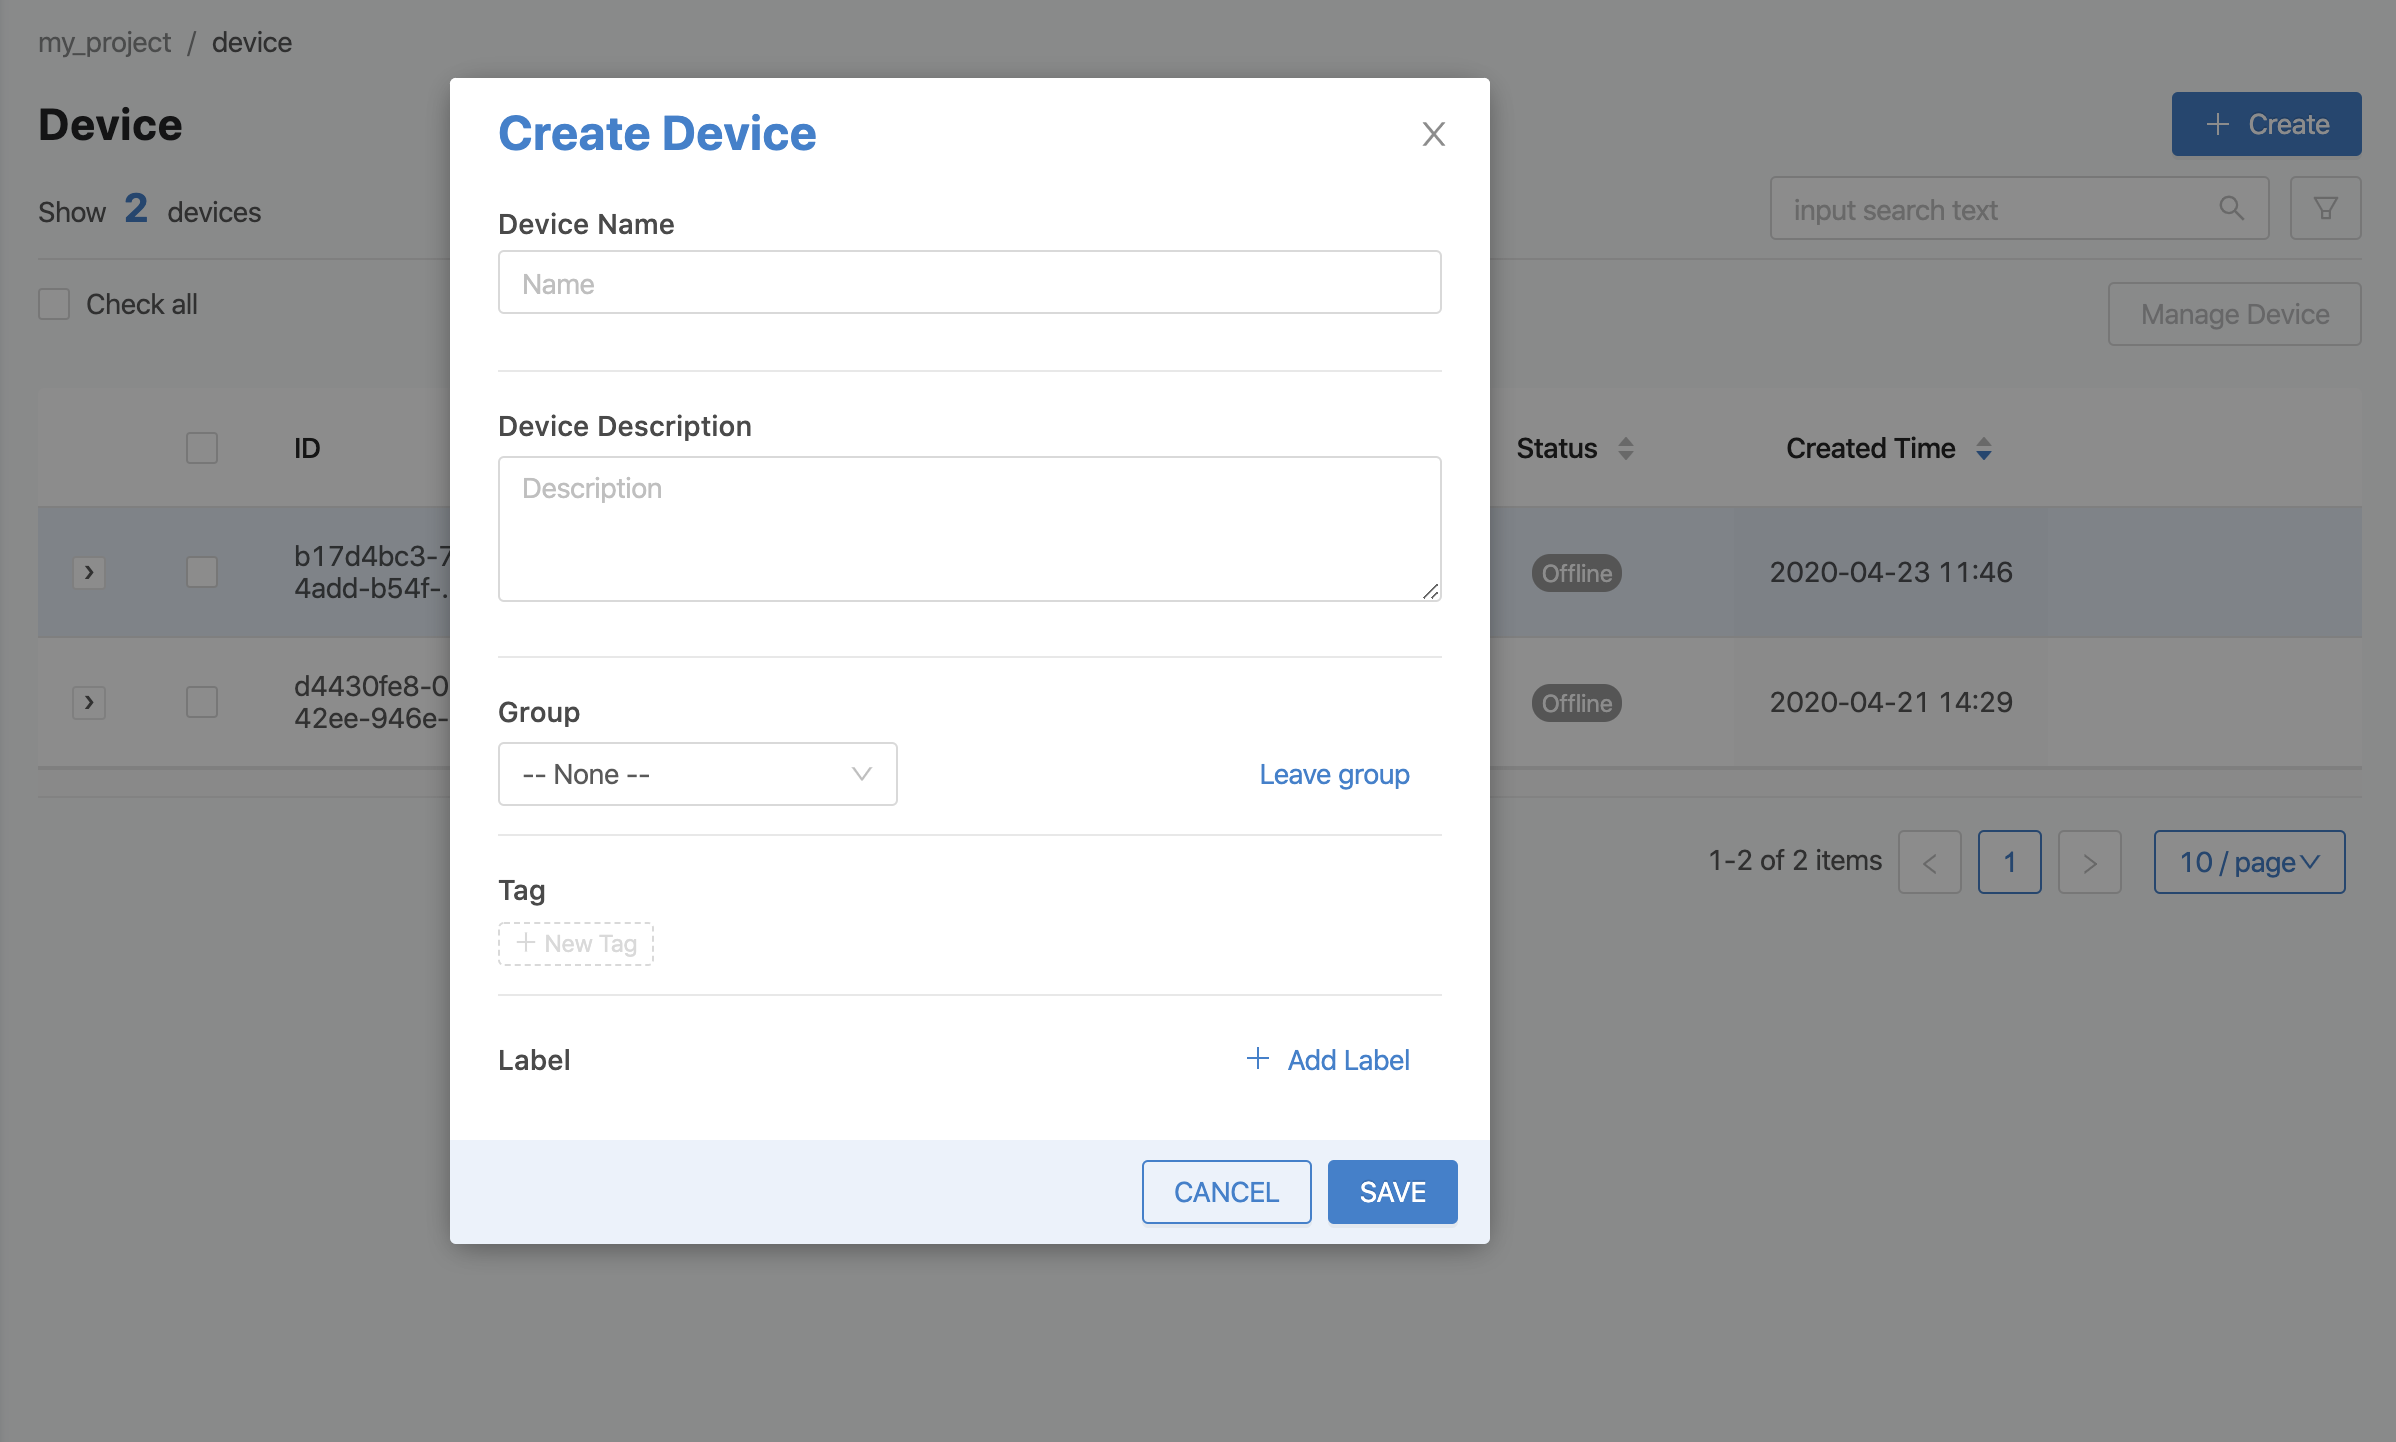 my_project / device
Device
Create
Show 2 devices
input search text
Check all
Manage Device
ID
Status
Created Time
b17d4bc3-7
4add-b54f-.
Offline
2020-04-23 11:46
d4430fe8-0
42ee-946e-
Offline
2020-04-21 14:29
1-2 of 2 items
<
1
>
10 / page
Create Device
Device Name
Name
Device Description
Description
Group
-- None --
Leave group
Tag
+ New Tag
Label
+ Add Label
CANCEL
SAVE